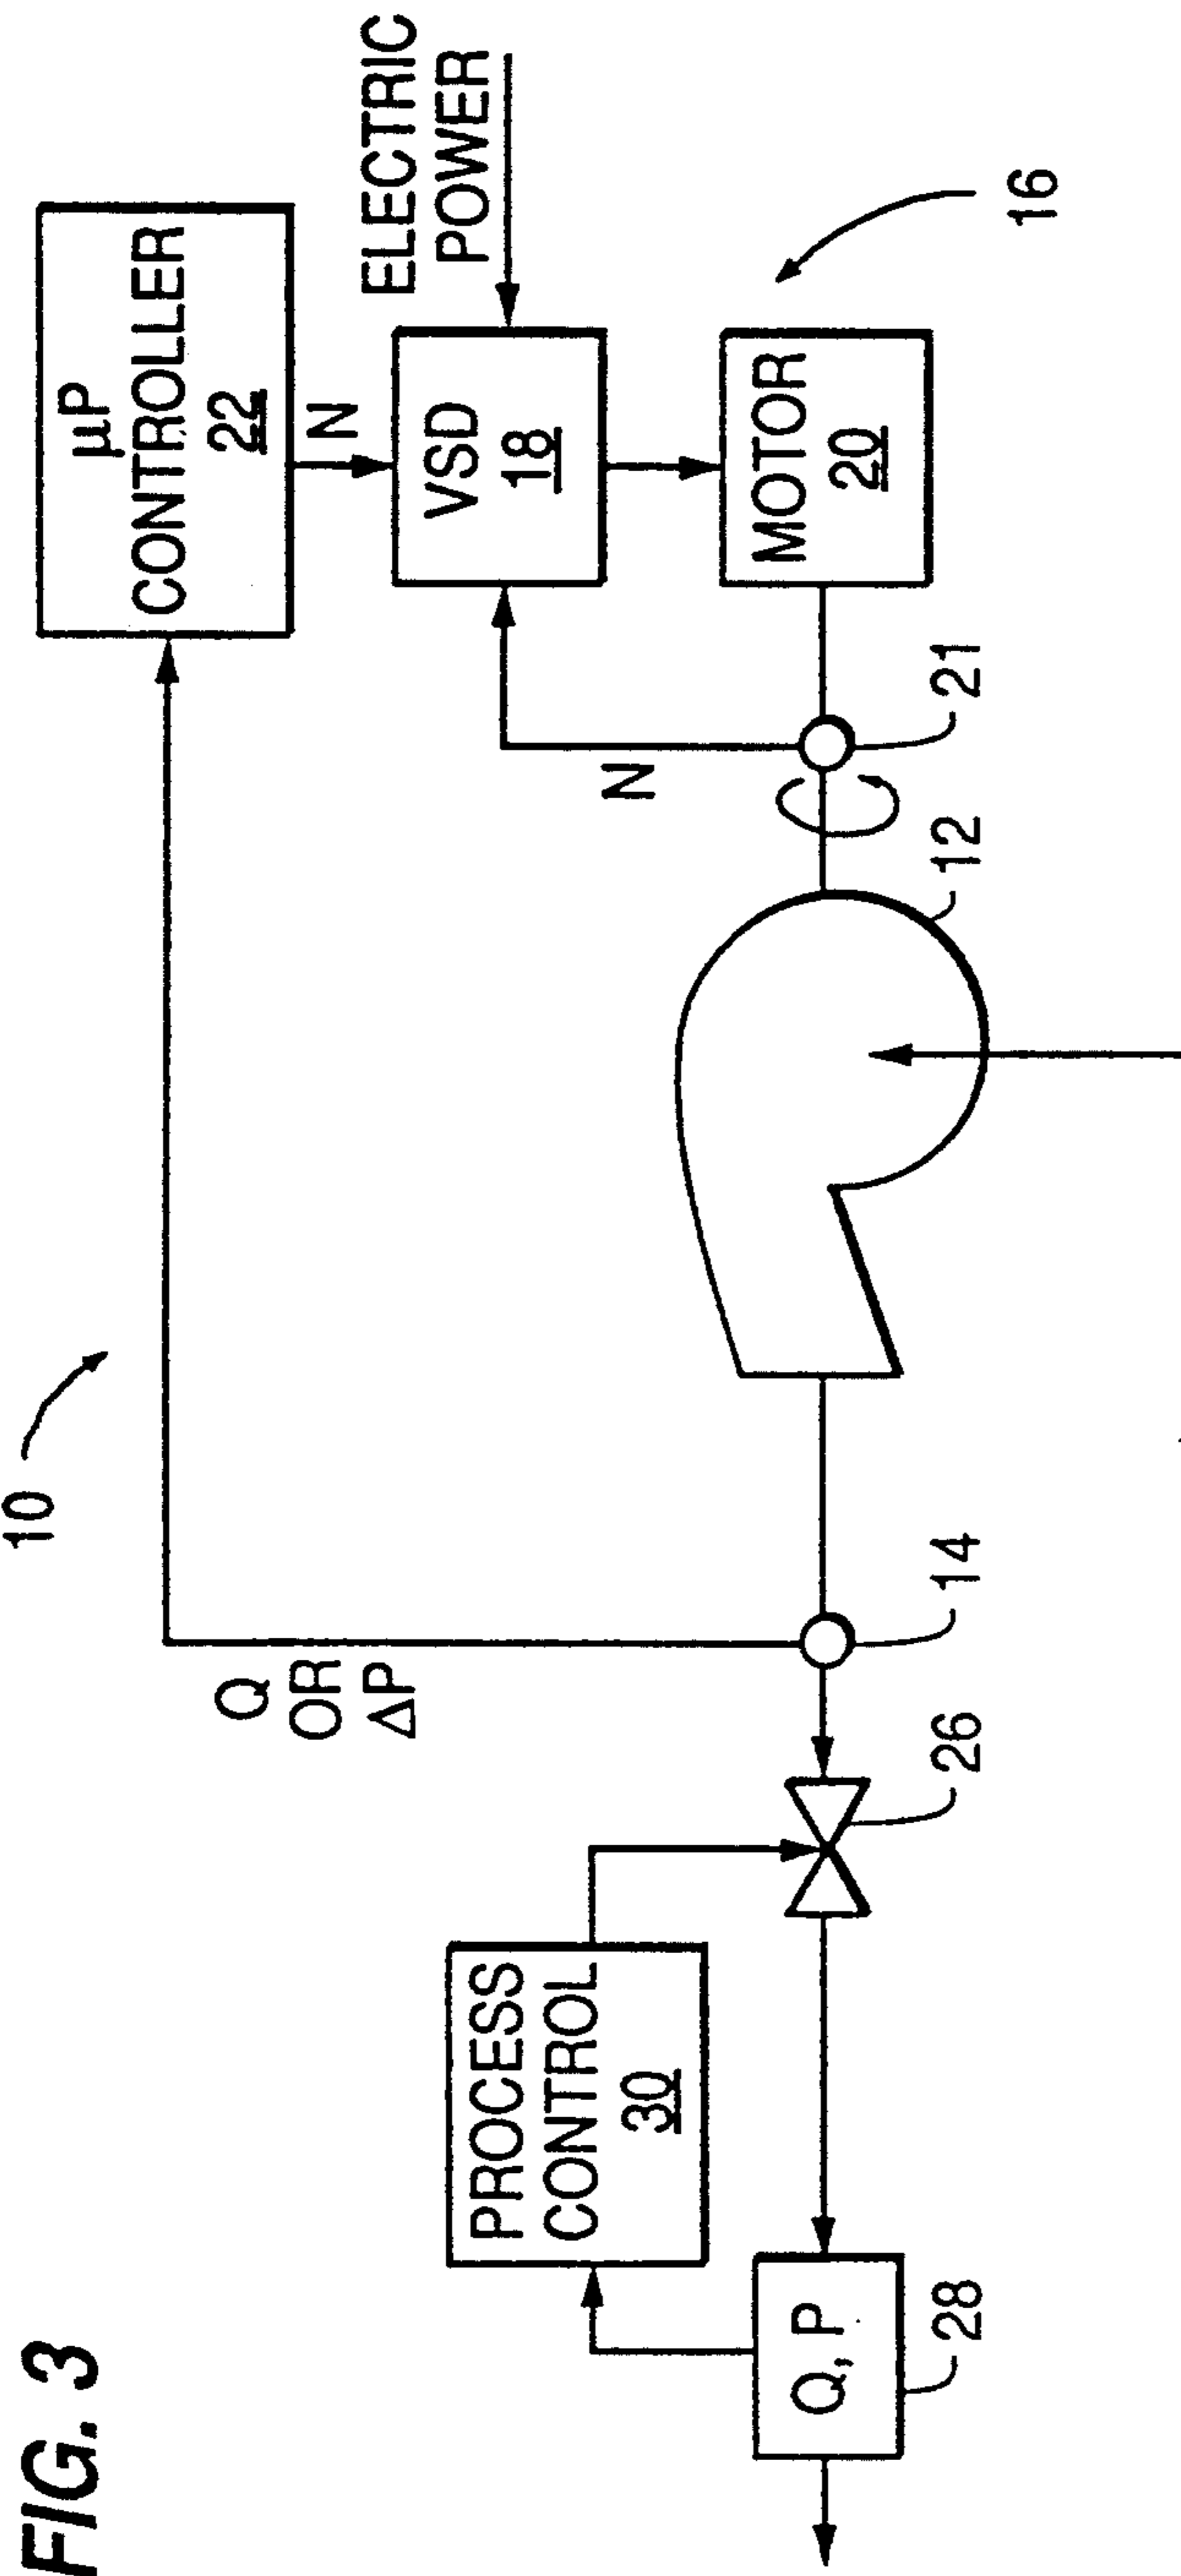 FIG. 3
10
Q
OR
ΔP
µP
CONTROLLER
22
N
ELECTRIC
POWER
VSD
18
PROCESS
CONTROL
30
N
MOTOR
20
16
Q, P
28
26
14
12
21